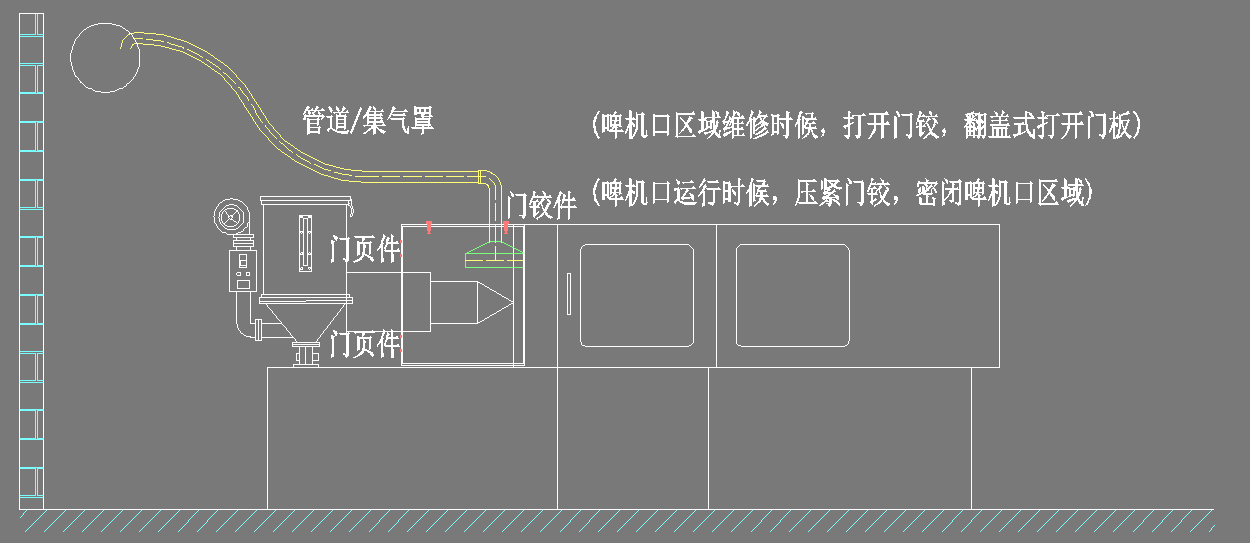 管道/集气罩
(啤机口区域维修时候，打开门铰，翻盖式打开门板)
(啤机口运行时候，压紧门铰，密闭啤机口区域)
门铰件
门页件
门页件